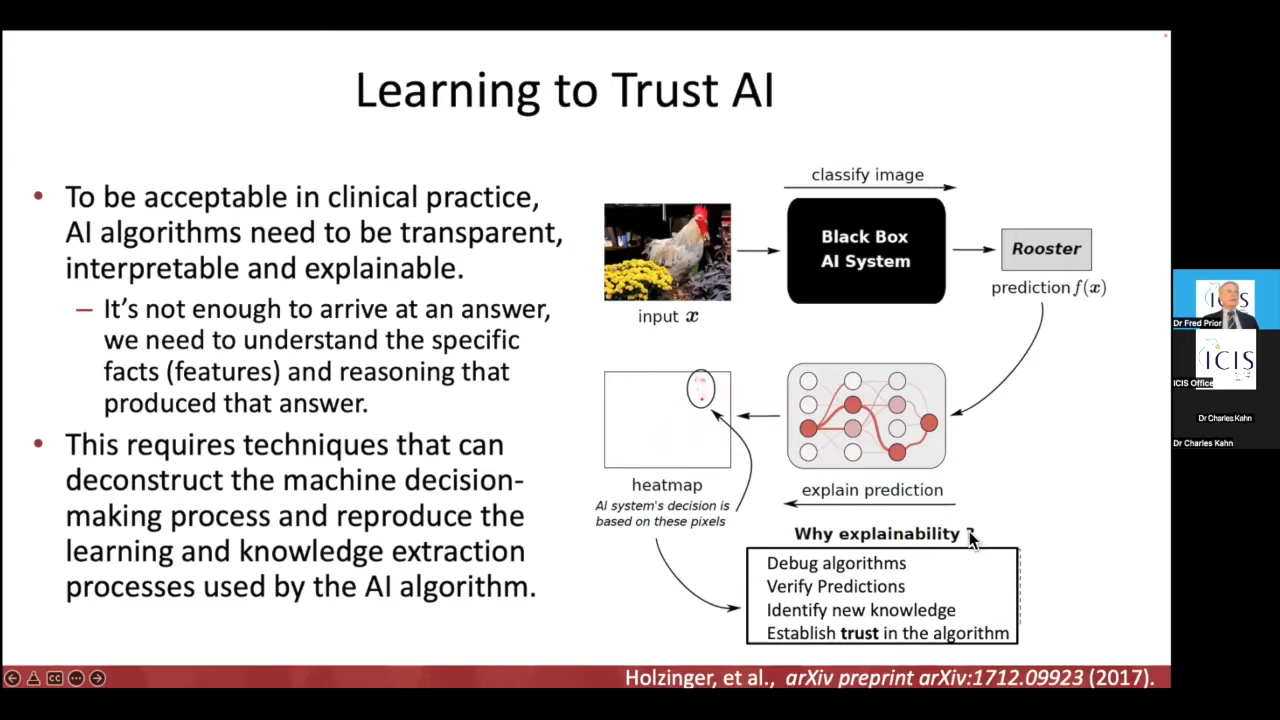 Learning to Trust AI
• To be acceptable in clinical practice,
AI algorithms need to be transparent,
interpretable and explainable.
– It’s not enough to arrive at an answer,
we need to understand the specific
facts (features) and reasoning that
produced that answer.
• This requires techniques that can
deconstruct the machine decision-
making process and reproduce the
learning and knowledge extraction
processes used by the AI algorithm.
classify image
Black Box
AI System
Rooster
input x
prediction f(x)
heatmap
AI system's decision is
based on these pixels
explain prediction
Why explainability ?
Debug algorithms
Verify Predictions
Identify new knowledge
Establish trust in the algorithm
Holzinger, et al., arXiv preprint arXiv:1712.09923 (2017).
CC
Dr Fred Prior
ICIS
ICIS Office
Dr Charles Kahn
Dr Charles Kahn